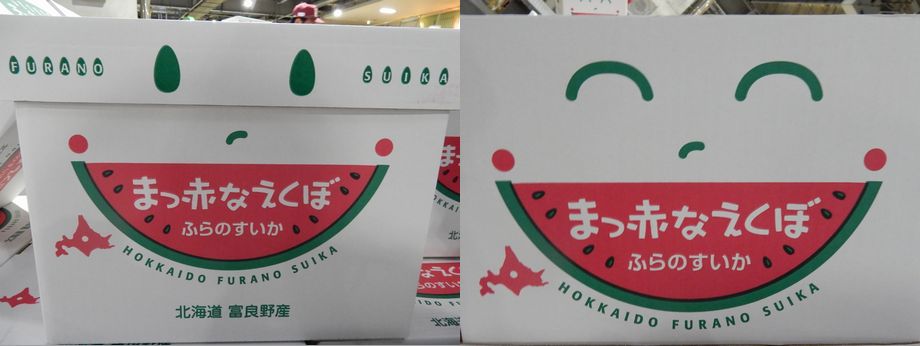 FURANO
SUIKA
まっ赤なえくぼ
ふらのすいか
HOKKAIDO FURANO SUIKA
北海道 富良野産
まっ赤なえくぼ
ふらのすいか
HOKKAIDO FURANO SUIKA